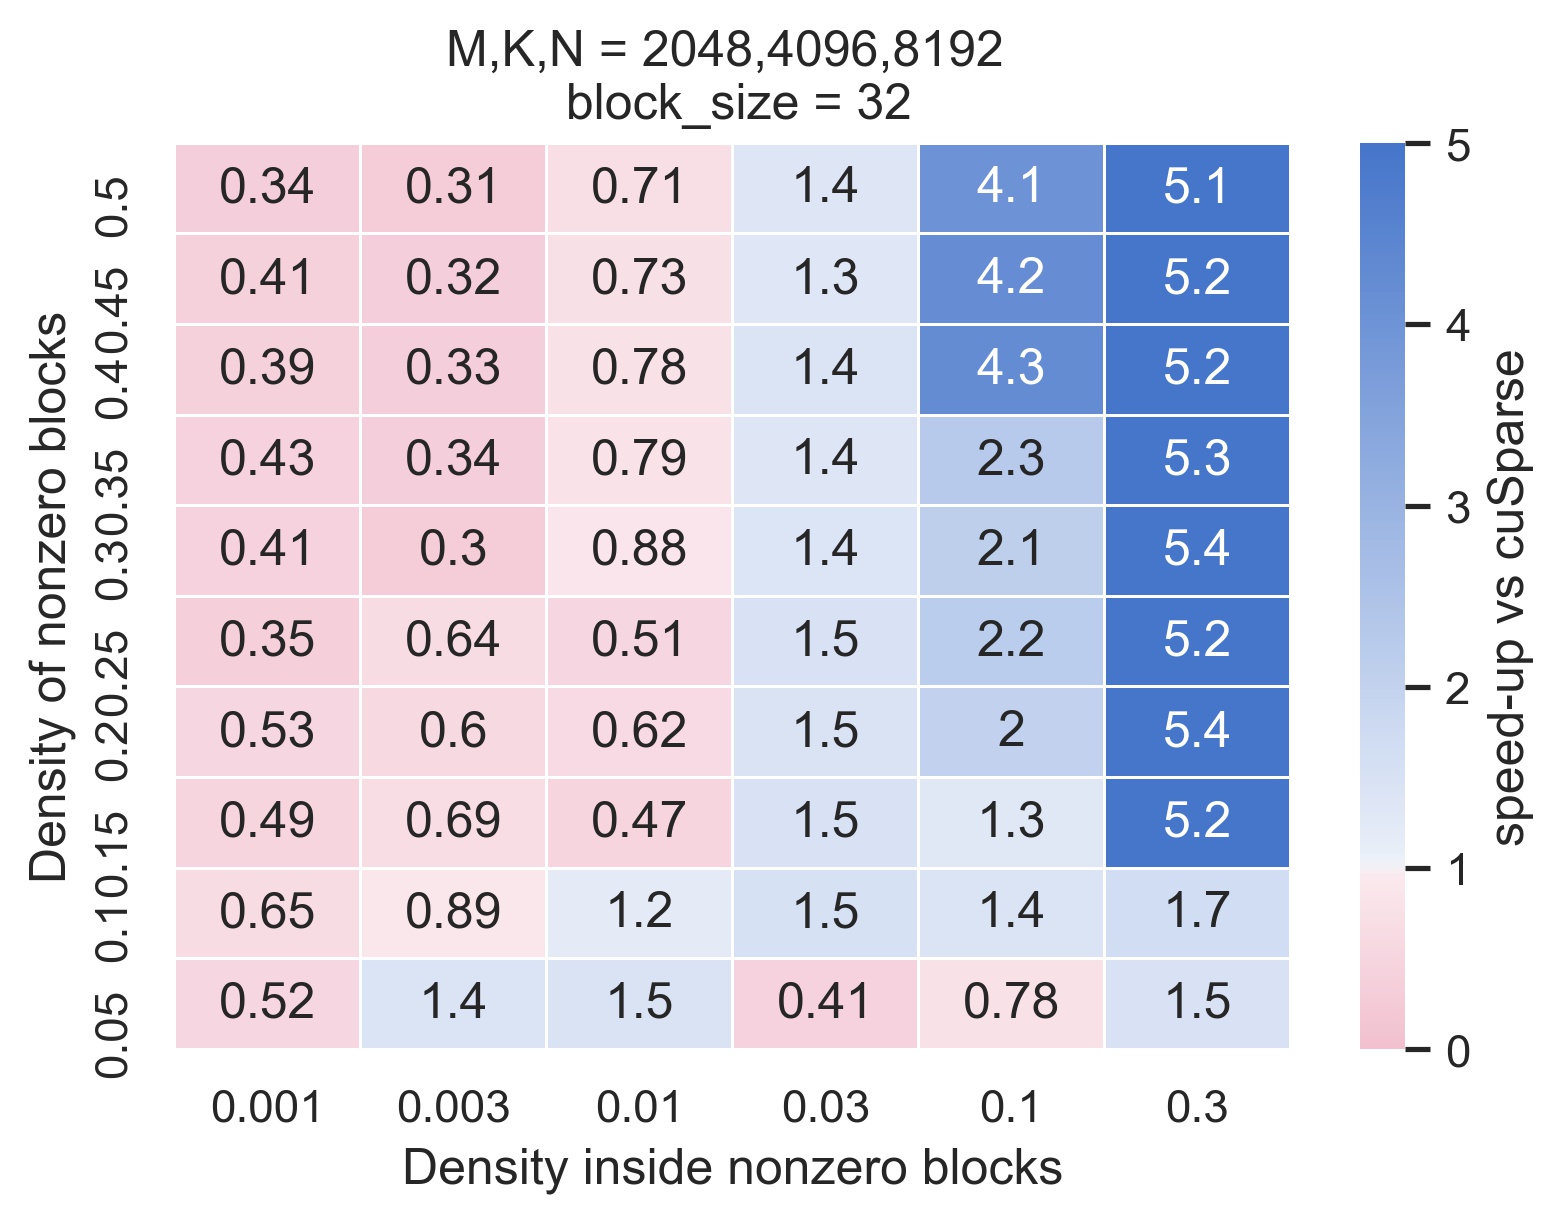 M,K,N = 2048,4096,8192
block_size = 32
Density of nonzero blocks
0.5 0.34 0.31 0.71 1.4 4.1 5.1
0.45 0.41 0.32 0.73 1.3 4.2 5.2
0.4 0.39 0.33 0.78 1.4 4.3 5.2
0.35 0.43 0.34 0.79 1.4 2.3 5.3
0.3 0.41 0.3 0.88 1.4 2.1 5.4
0.25 0.35 0.64 0.51 1.5 2.2 5.2
0.2 0.53 0.6 0.62 1.5 2 5.4
0.15 0.49 0.69 0.47 1.5 1.3 5.2
0.1 0.65 0.89 1.2 1.5 1.4 1.7
0.05 0.52 1.4 1.5 0.41 0.78 1.5
0.001 0.003 0.01 0.03 0.1 0.3
Density inside nonzero blocks
5
4
3
2
1
0
speed-up vs cuSparse